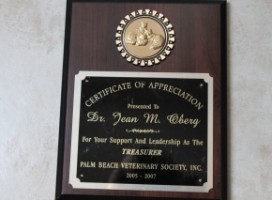 CERTIFICATE OF APPRECIATION
Presented To
Dr. Jean M. Oberg
For Your Support And Leadership As The
TREASURER
PALM BEACH VETERINARY SOCIETY, INC.
2005 - 2007